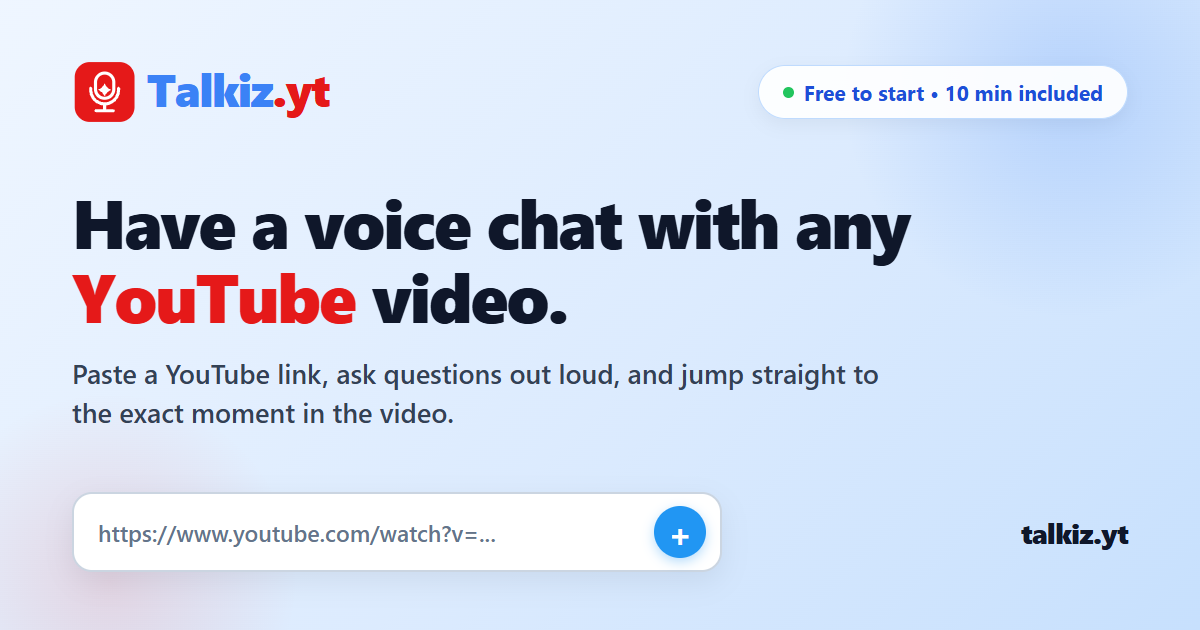 Talkiz.yt
Free to start • 10 min included
Have a voice chat with any
YouTube video.
Paste a YouTube link, ask questions out loud, and jump straight to
the exact moment in the video.
https://www.youtube.com/watch?v=...
+
talkiz.yt